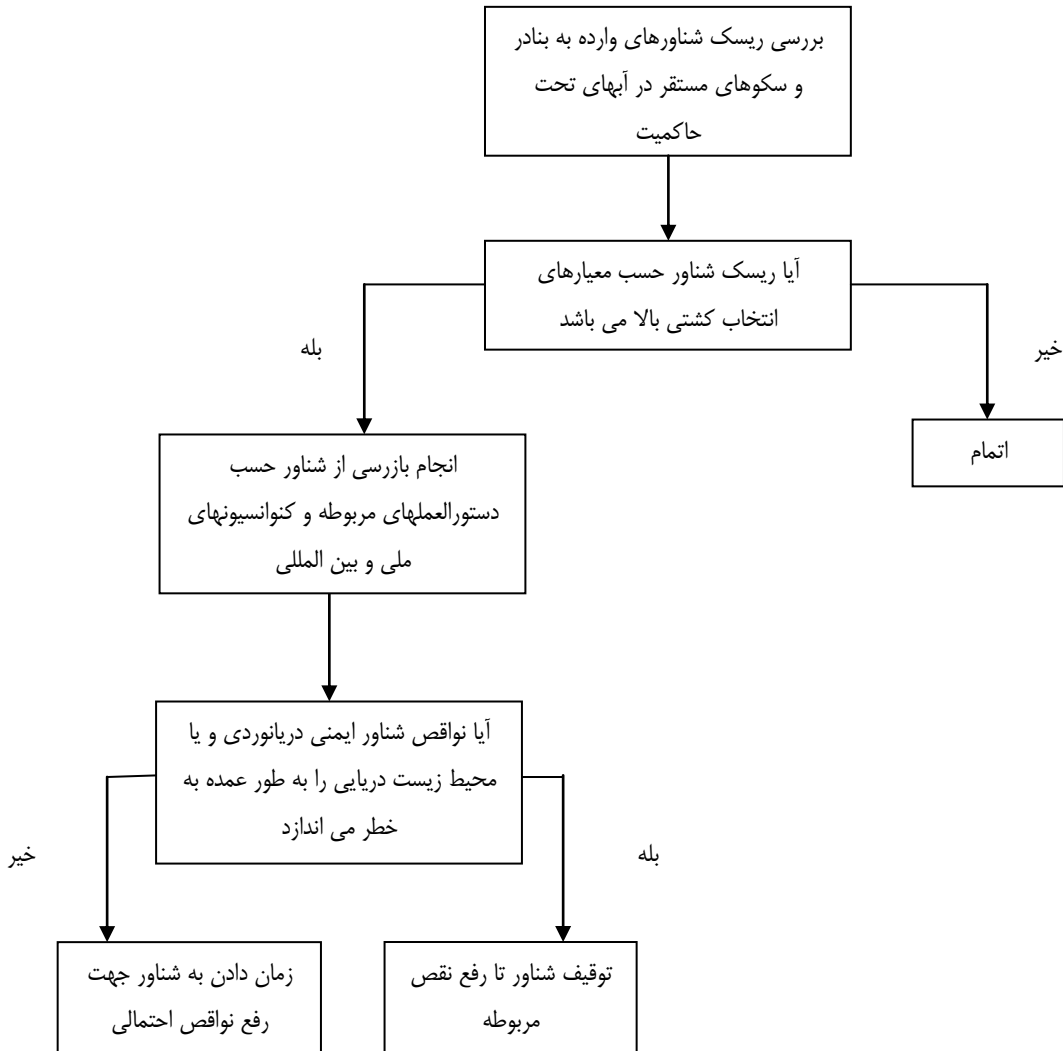 بررسی ریسک شناورهای وارده به بنادر
و سکوهای مستقر در آبهای تحت
حاکمیت
آیا ریسک شناور حسب معیارهای
انتخاب کشتی بالا می باشد
خیر
بله
اتمام
انجام بازرسی از شناور حسب
دستورالعملهای مربوطه و کنوانسیونهای
ملی و بین المللی
آیا نواقص شناور ایمنی دریانوردی و یا
محیط زیست دریایی را به طور عمده به
خطر می اندازد
بله
خیر
توقیف شناور تا رفع نقص
مربوطه
زمان دادن به شناور جهت
رفع نواقص احتمالی